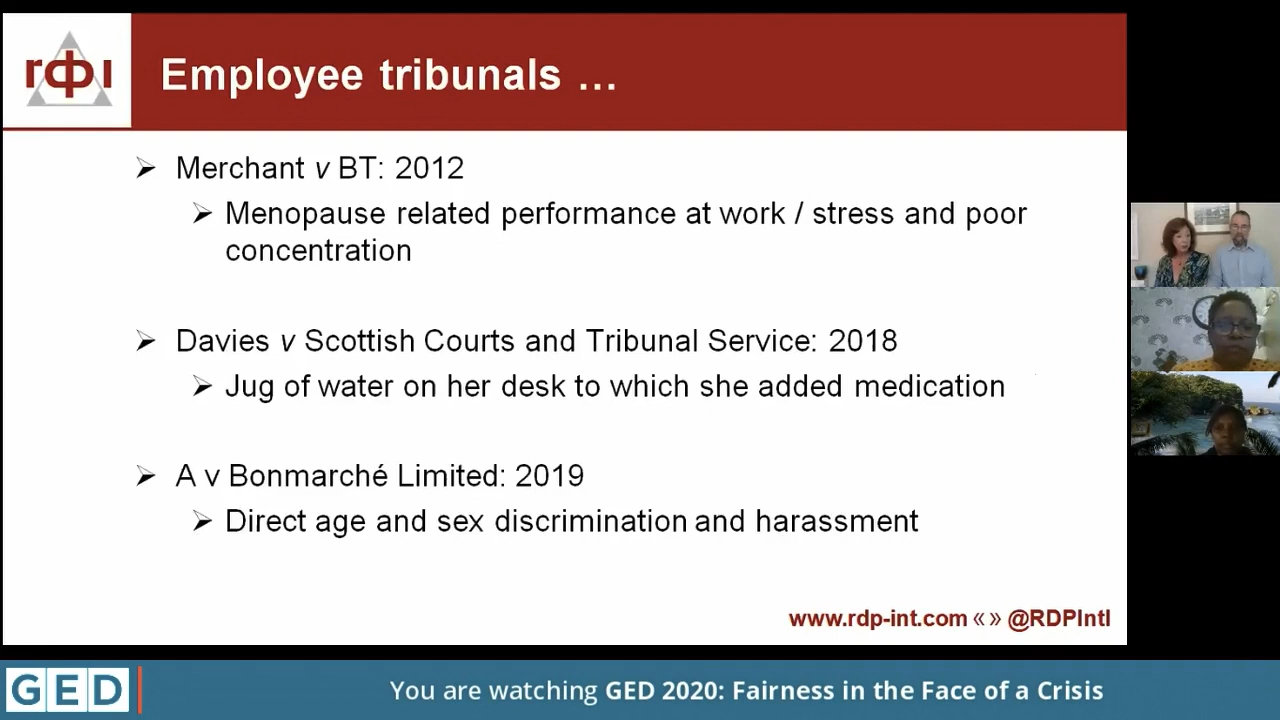 rφι
Employee tribunals ...
➢ Merchant v BT: 2012
➢ Menopause related performance at work / stress and poor
concentration
➢ Davies v Scottish Courts and Tribunal Service: 2018
➢ Jug of water on her desk to which she added medication
➢ A v Bonmarché Limited: 2019
➢ Direct age and sex discrimination and harassment
www.rdp-int.com «» @RDPIntl
GED
You are watching GED 2020: Fairness in the Face of a Crisis